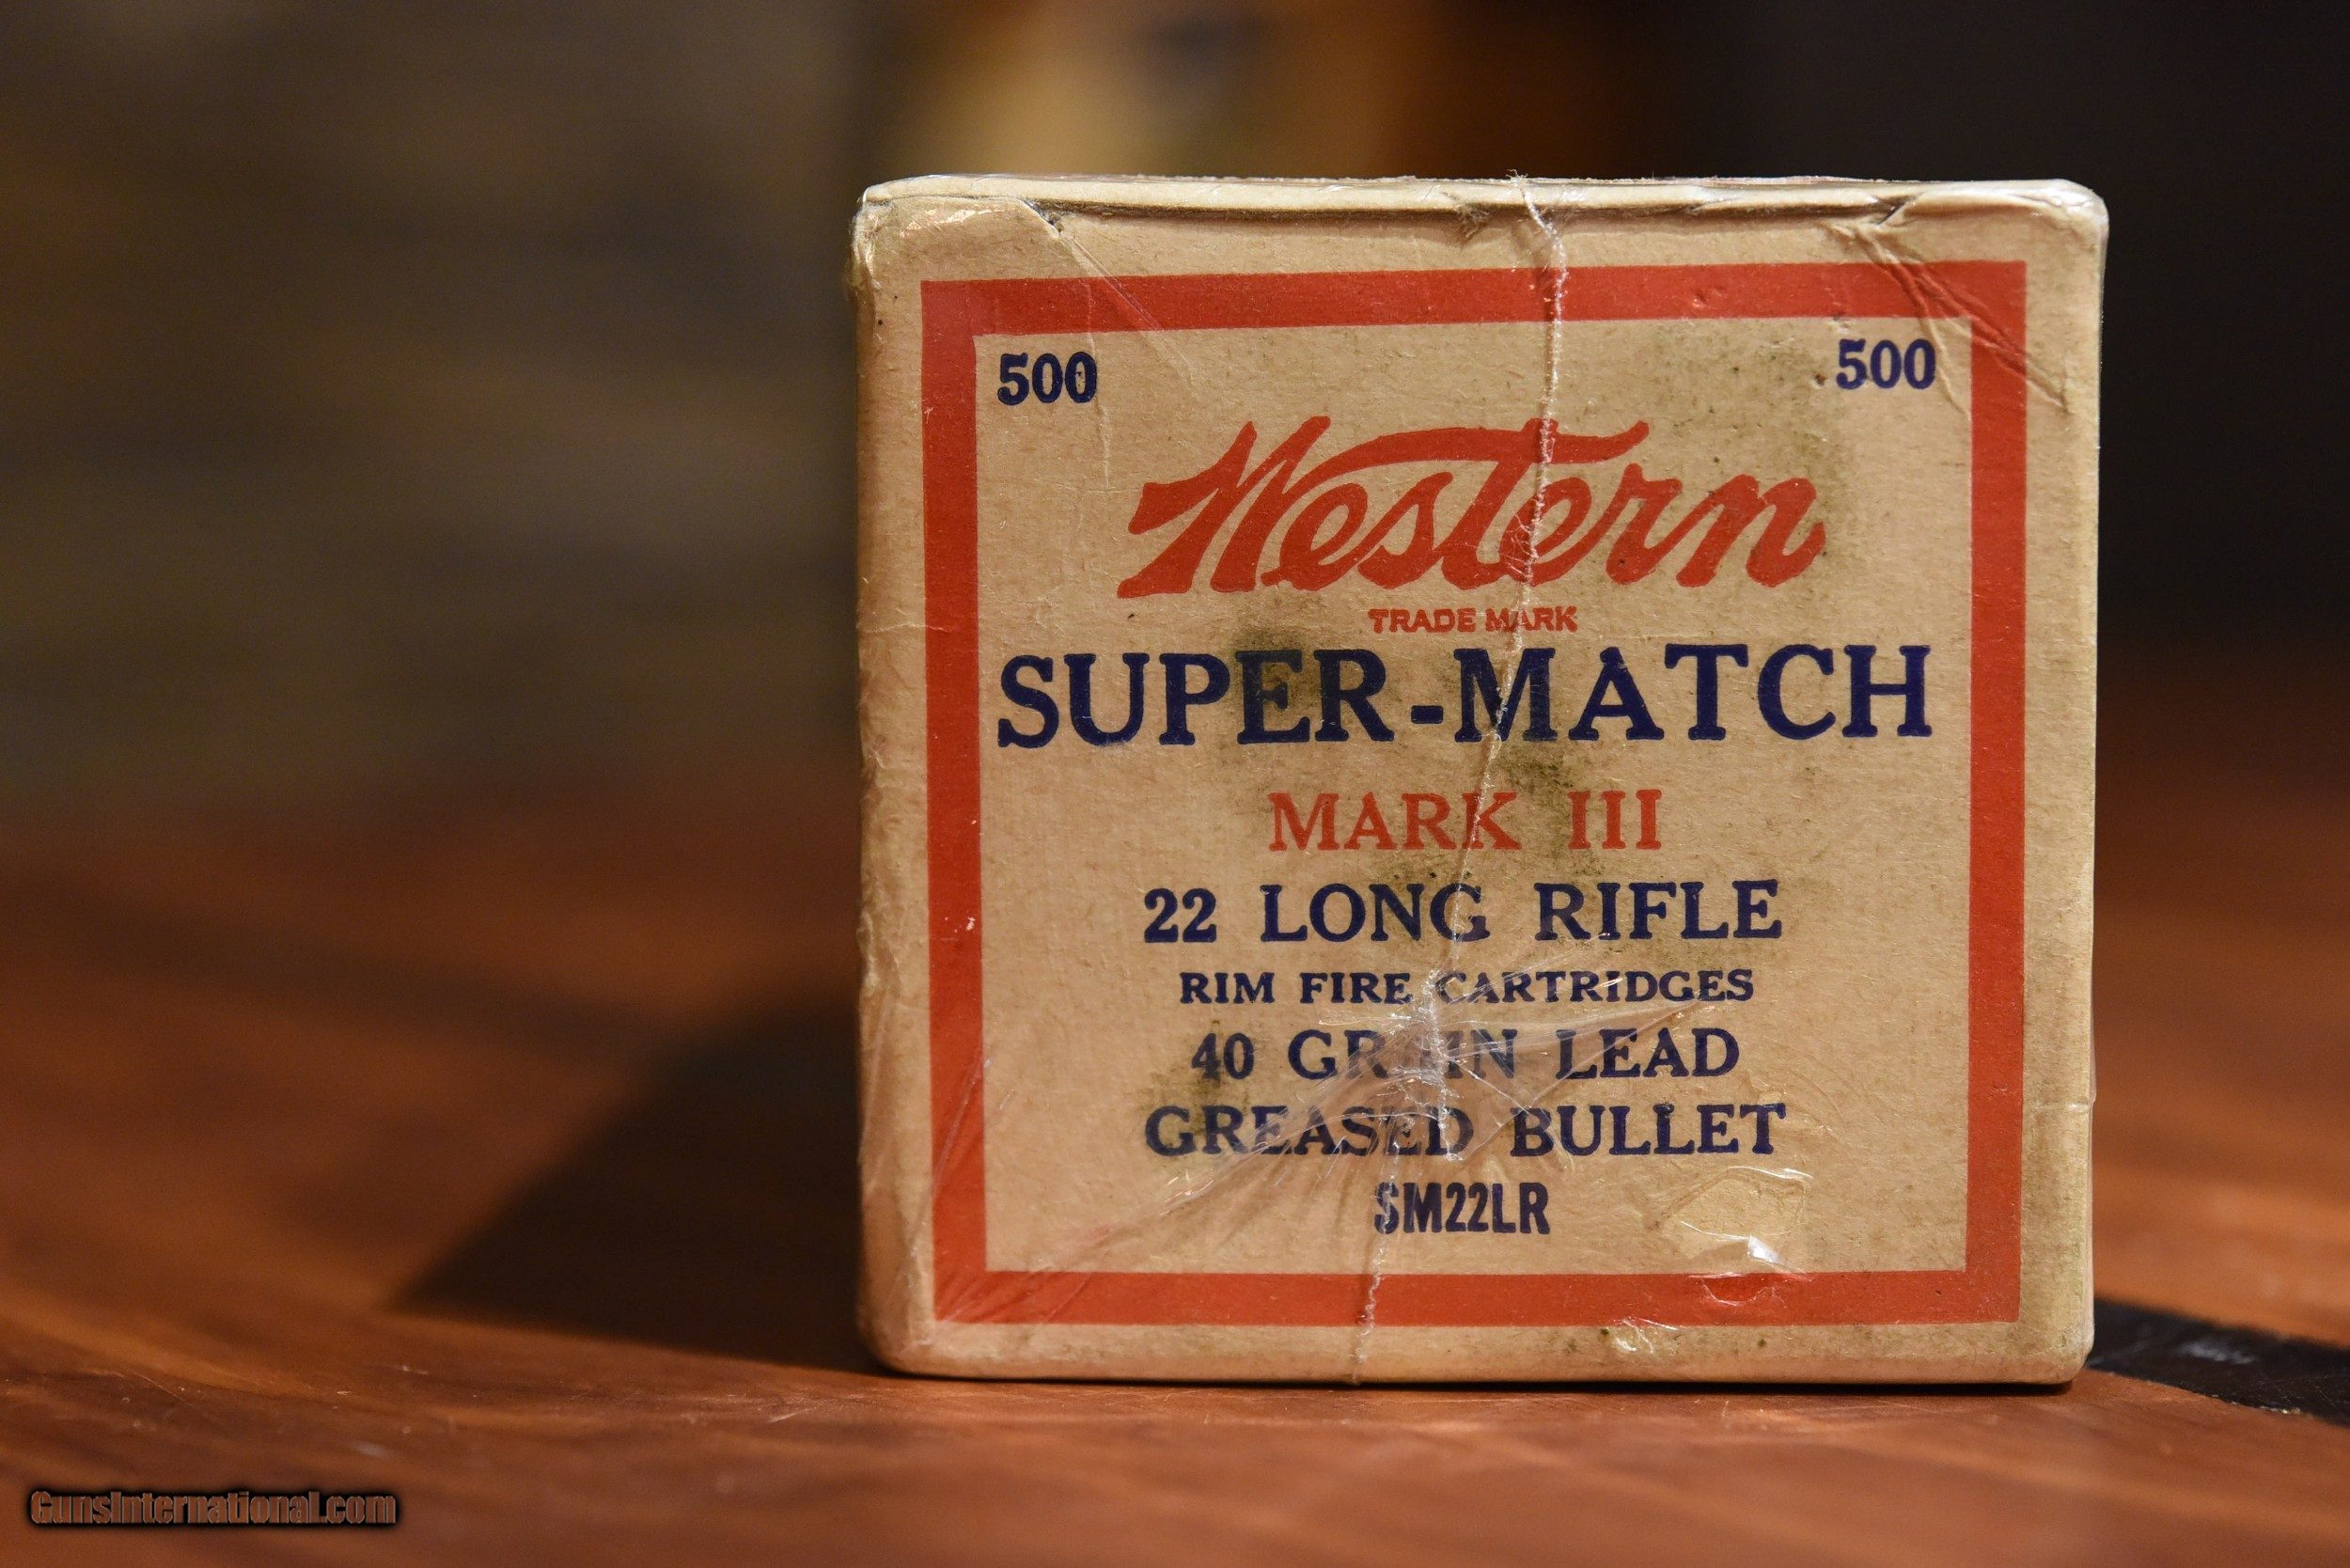 500 500
Western
TRADE MARK
SUPER-MATCH
MARK III
22 LONG RIFLE
RIM FIRE CARTRIDGES
40 GRAIN LEAD
GREASED BULLET
SM22LR
GunsInternational.com